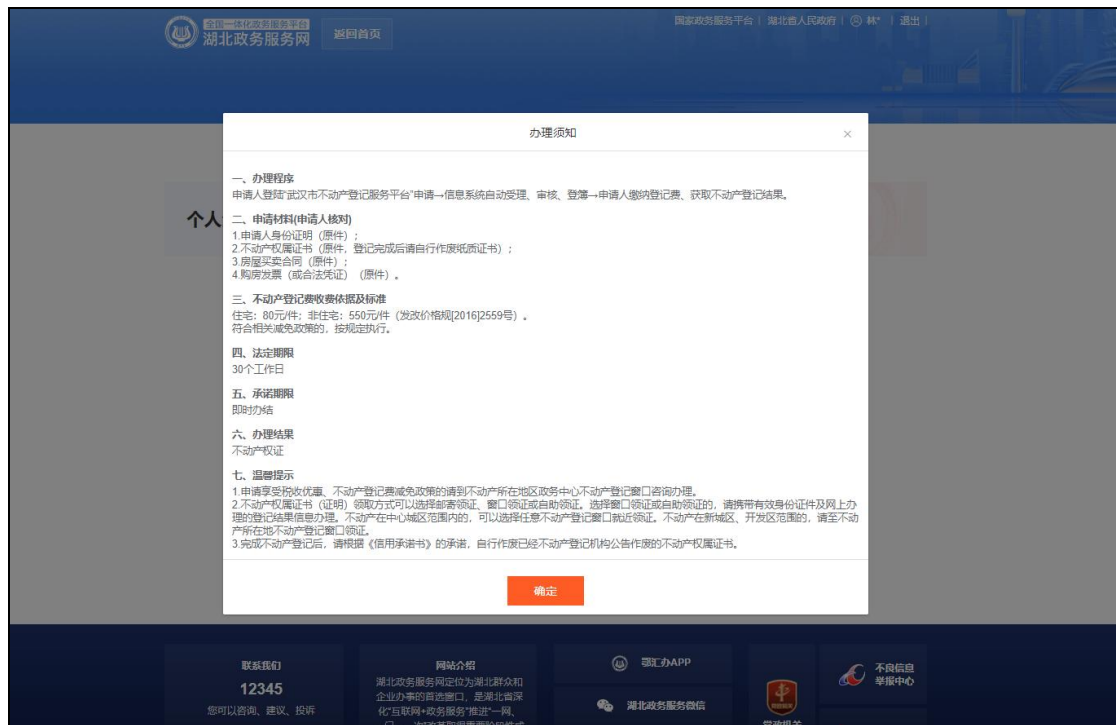 全国一体化政务服务平台
湖北政务服务网
返回首页
国家政务服务平台 | 湖北省人民政府 | 林* | 退出 |
办理须知 ×
个人
一、办理程序
申请人登陆“武汉市不动产登记服务平台”申请→信息系统自动受理、审核、登簿→申请人缴纳登记费、获取不动产登记结果。
二、申请材料(申请人核对)
1.申请人身份证明（原件）;
2.不动产权属证书（原件，登记完成后请自行作废纸质证书）;
3.房屋买卖合同（原件）;
4.购房发票（或合法凭证）（原件）。
三、不动产登记费收费依据及标准
住宅：80元/件；非住宅：550元/件（发改价格规[2016]2559号）。
符合相关减免政策的，按规定执行。
四、法定期限
30个工作日
五、承诺期限
即时办结
六、办理结果
不动产权证
七、温馨提示
1.申请享受税收优惠、不动产登记费减免政策的请到不动产所在地区政务中心不动产登记窗口咨询办理。
2.不动产权属证书（证明）领取方式可以选择邮寄领证、窗口领证或自助领证。选择窗口领证或自助领证的，请携带有效身份证件及网上办
理的登记结果信息办理。不动产在中心城区范围内的，可以选择任意不动产登记窗口就近领证。不动产在新城区、开发区范围的，请至不动
产所在地不动产登记窗口领证。
3.完成不动产登记后，请根据《信用承诺书》的承诺，自行作废已经不动产登记机构公告作废的不动产权属证书。
确定
联系我们
12345
您可以咨询、建议、投诉
网站介绍
湖北政务服务网定位为湖北群众和
企业办事的首选窗口，是湖北省深
化“互联网+政务服务”推进“一网、
鄂汇办APP
湖北政务服务微信
党政机关
不良信息
举报中心